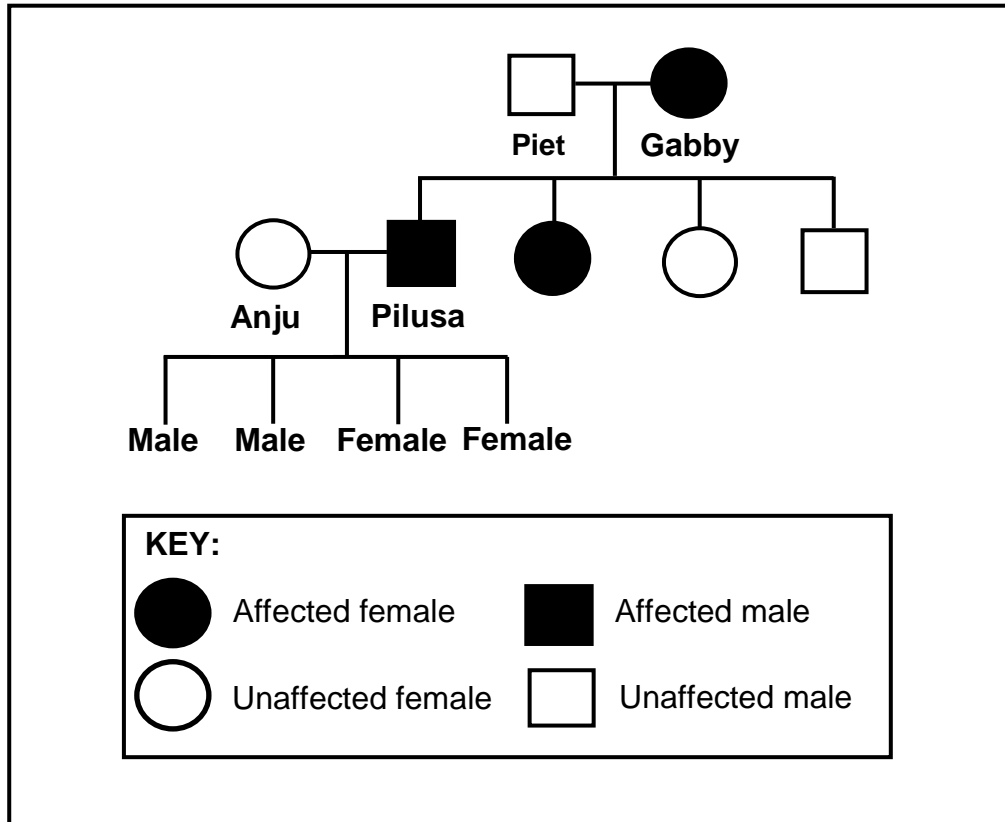 Piet Gabby
Anju Pilusa
Male Male Female Female
KEY:
Affected female Affected male
Unaffected female Unaffected male